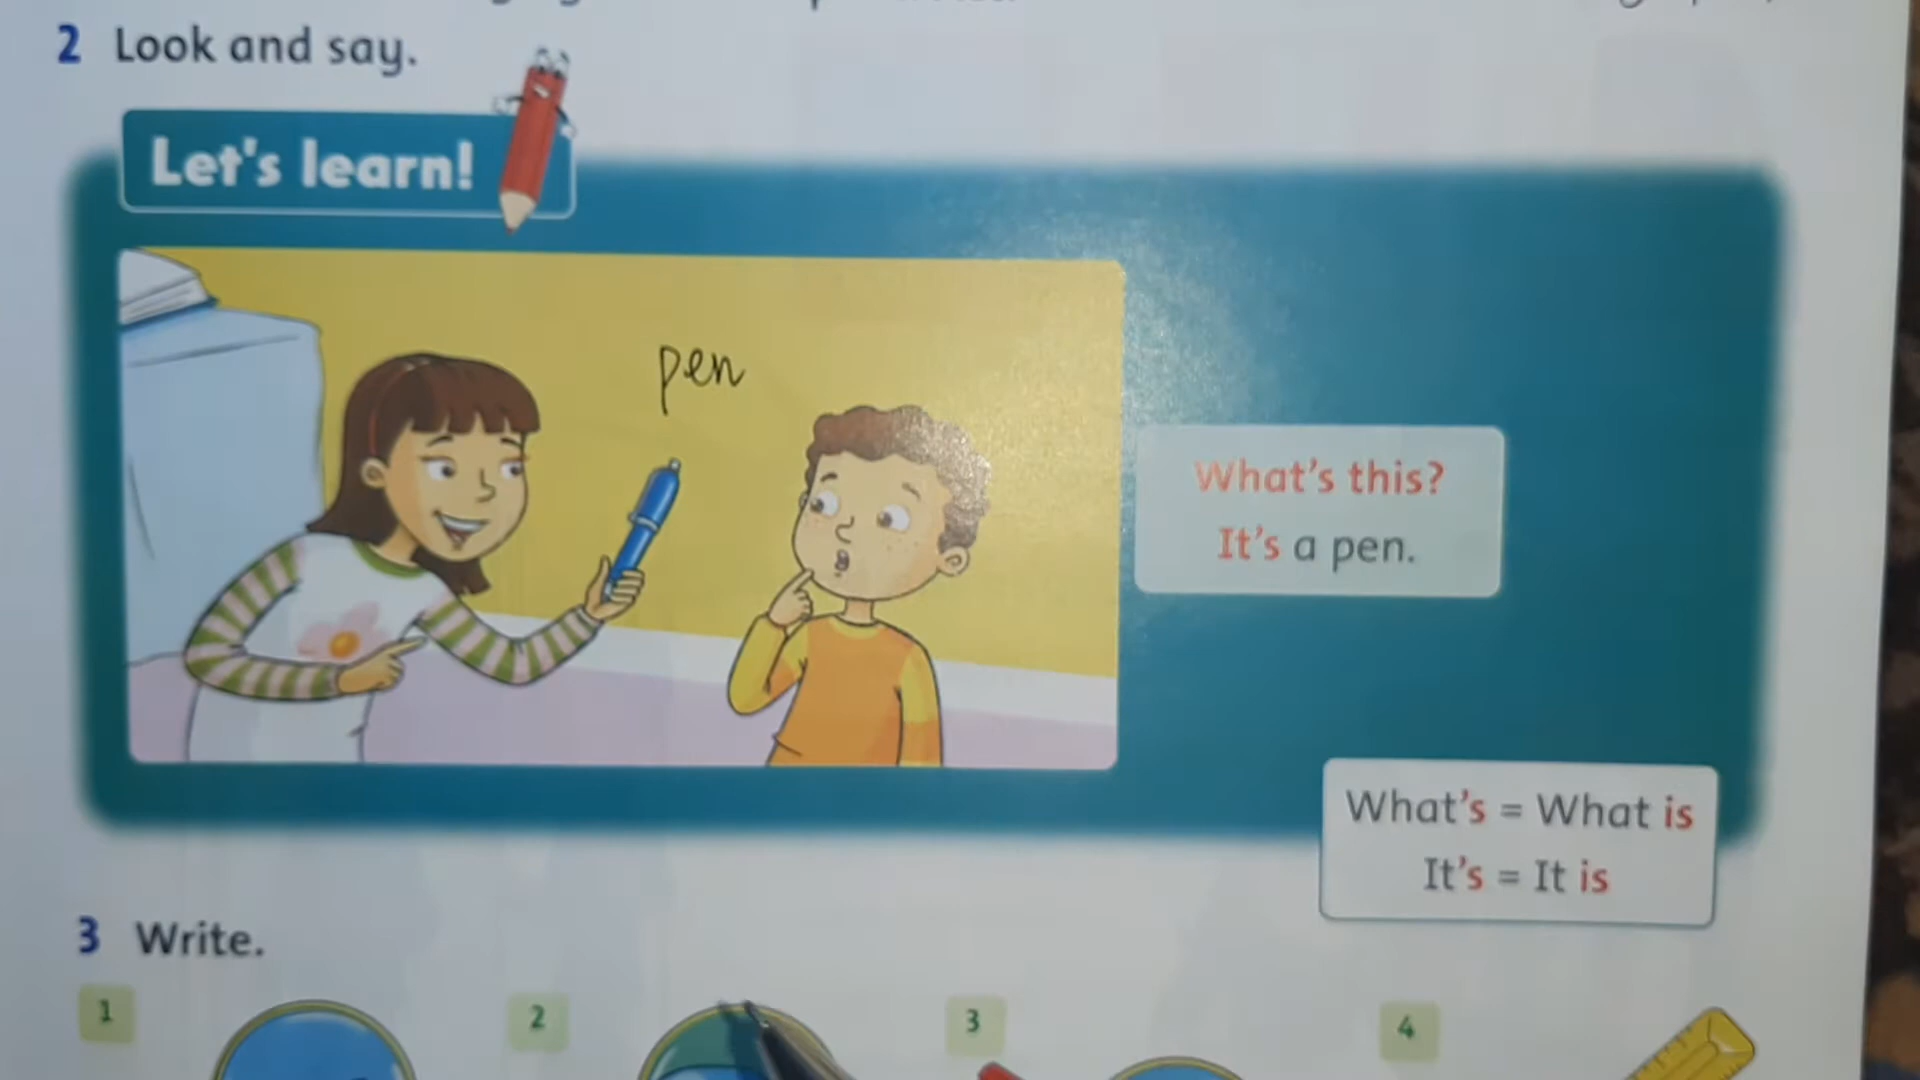 2 Look and say.
Let's learn!
pen
What's this?
It's a pen.
What's = What is
It's = It is
3 Write.
1 2 3 4